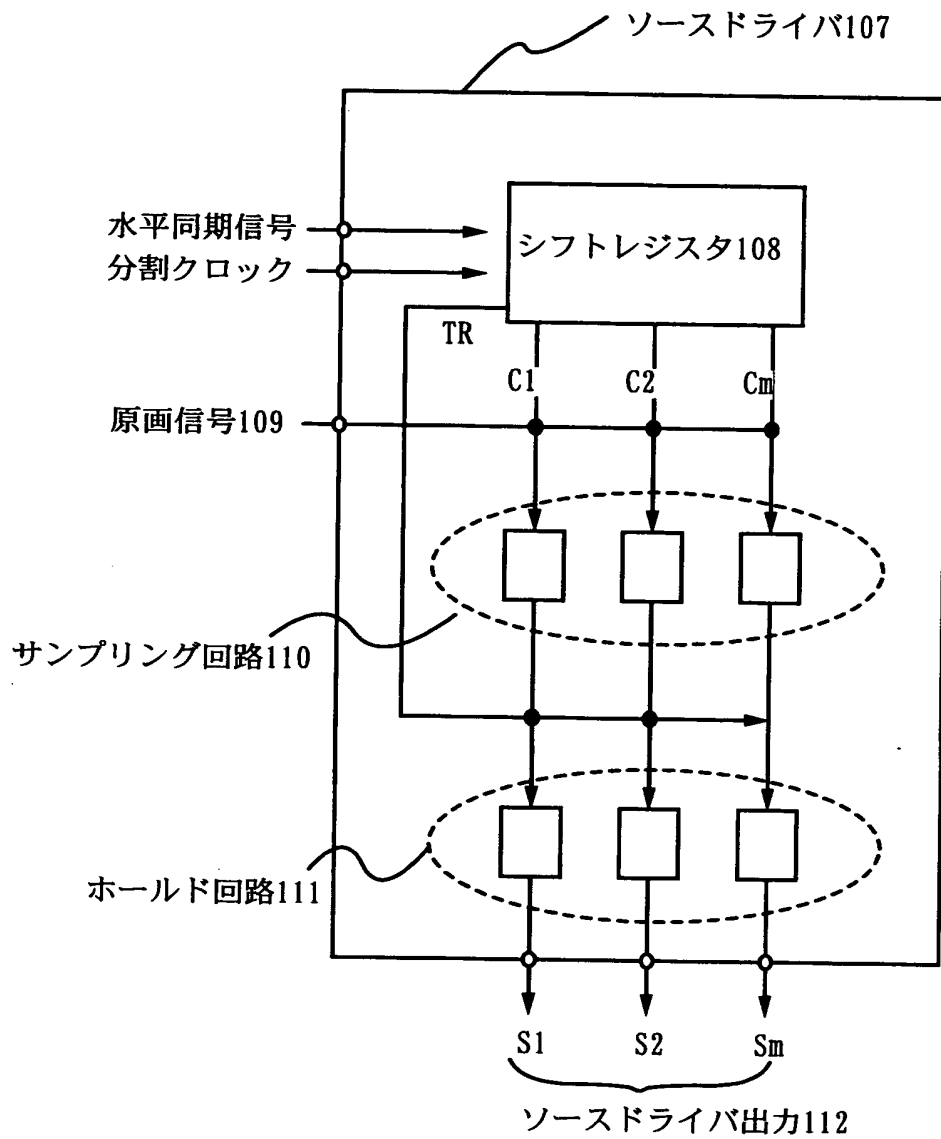 ソースドライバ107
水平同期信号
シフトレジスタ108
分割クロック
TR
C1
C2
Cm
原画信号109
サンプリング回路110
ホールド回路111
S1
S2
Sm
ソースドライバ出力112